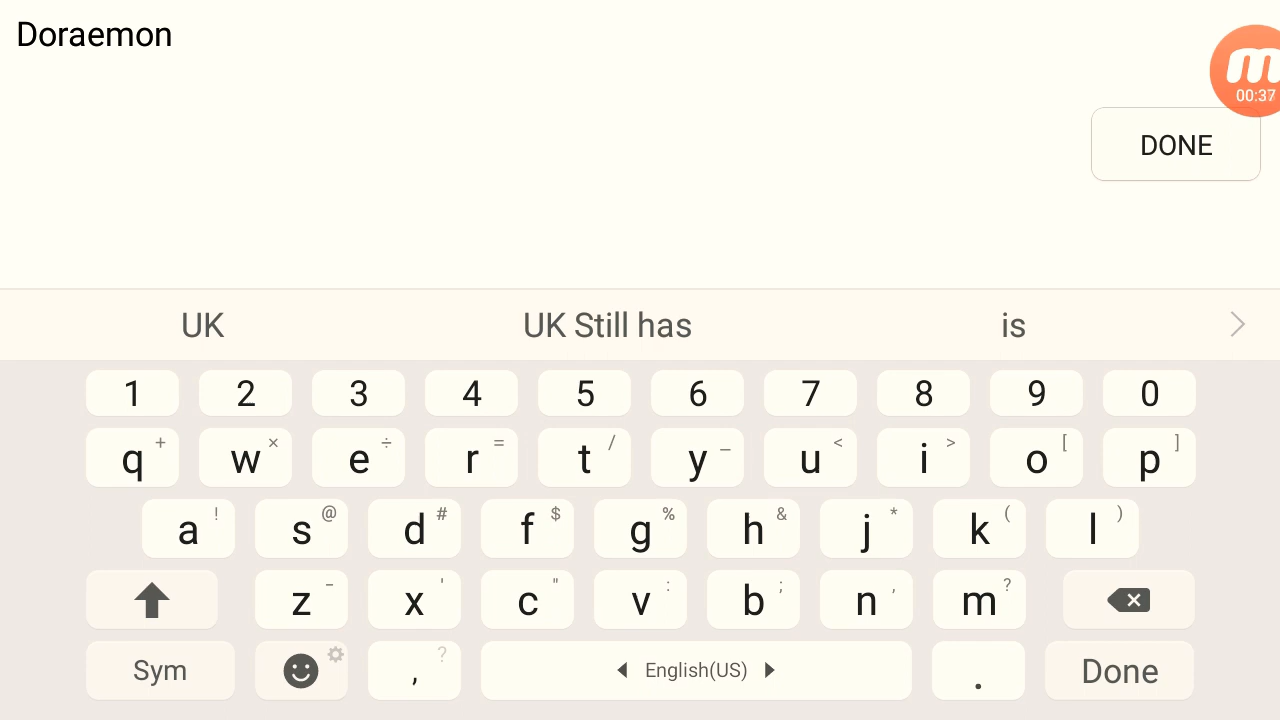 Doraemon
m
00:37
DONE
UK UK Still has is
1 2 3 4 5 6 7 8 9 0
q + w × e ÷ r = t / y _ u < i > o [ p ]
a ! s @ d # f $ g % h & j * k ( l )
z - x ' c " v : b ; n , m ?
Sym , ? English(US) . Done